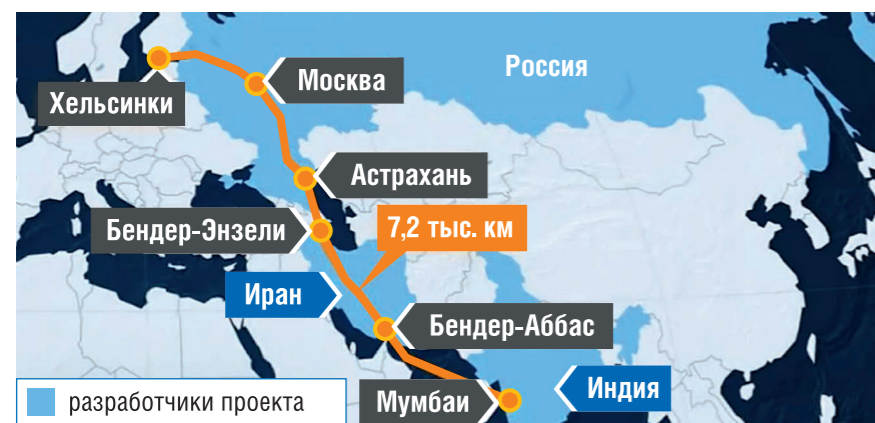 Россия
Москва
Хельсинки
Астрахань
Бендер-Энзели
7,2 тыс. км
Иран
Бендер-Аббас
Индия
Мумбаи
разработчики проекта